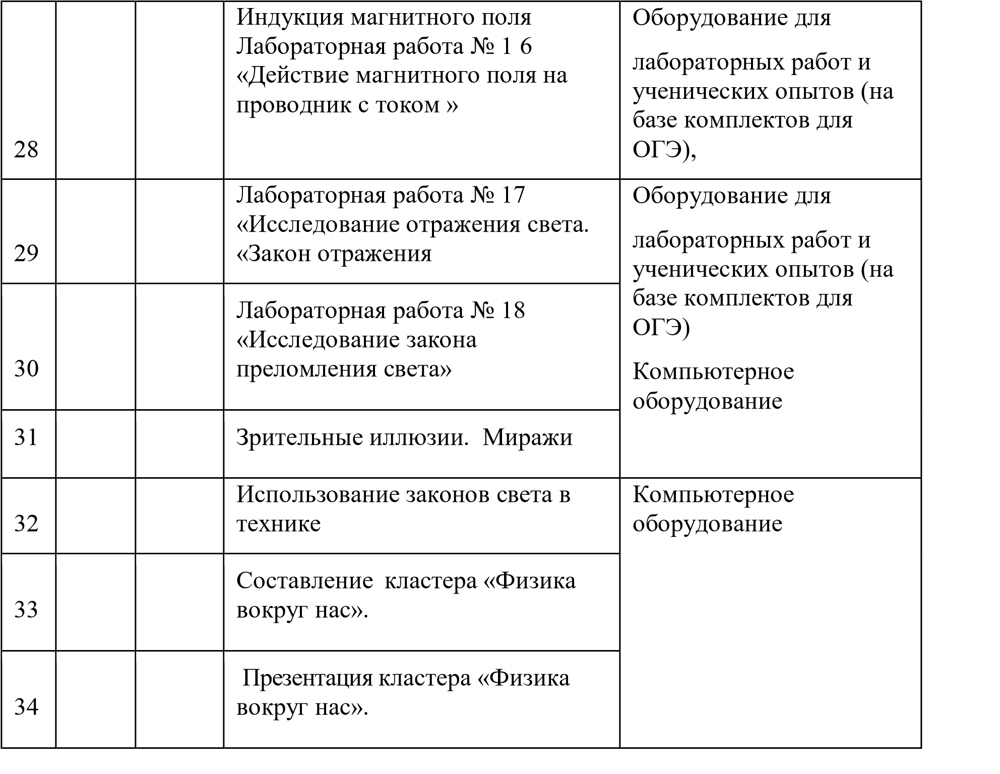 28
Индукция магнитного поля
Лабораторная работа № 1 6
«Действие магнитного поля на
проводник с током »
Оборудование для
лабораторных работ и
ученических опытов (на
базе комплектов для
ОГЭ),
29
Лабораторная работа № 17
«Исследование отражения света.
«Закон отражения
Оборудование для
лабораторных работ и
ученических опытов (на
базе комплектов для
ОГЭ)
Компьютерное
оборудование
30
Лабораторная работа № 18
«Исследование закона
преломления света»
31
Зрительные иллюзии.  Миражи
32
Использование законов света в
технике
Компьютерное
оборудование
33
Составление  кластера «Физика
вокруг нас».
34
Презентация кластера «Физика
вокруг нас».